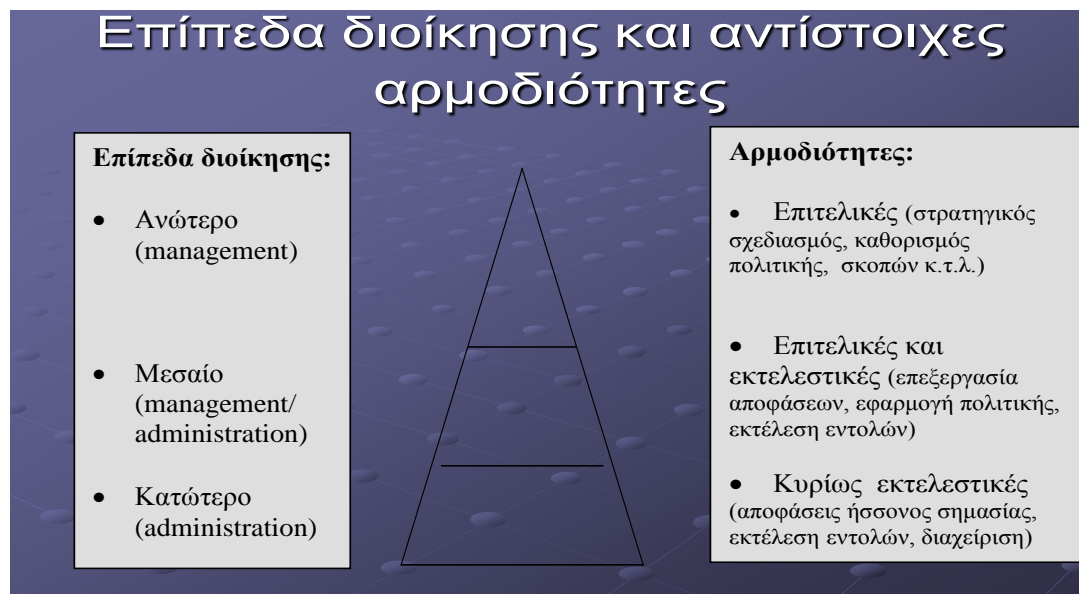 Επίπεδα διοίκησης και αντίστοιχες
αρμοδιότητες
Επίπεδα διοίκησης:
• Ανώτερο
(management)
• Μεσαίο
(management/
administration)
• Κατώτερο
(administration)
Αρμοδιότητες:
• Επιτελικές (στρατηγικός
σχεδιασμός, καθορισμός
πολιτικής, σκοπών κ.τ.λ.)
• Επιτελικές και
εκτελεστικές (επεξεργασία
αποφάσεων, εφαρμογή πολιτικής,
εκτέλεση εντολών)
• Κυρίως εκτελεστικές
(αποφάσεις ήσσονος σημασίας,
εκτέλεση εντολών, διαχείριση)